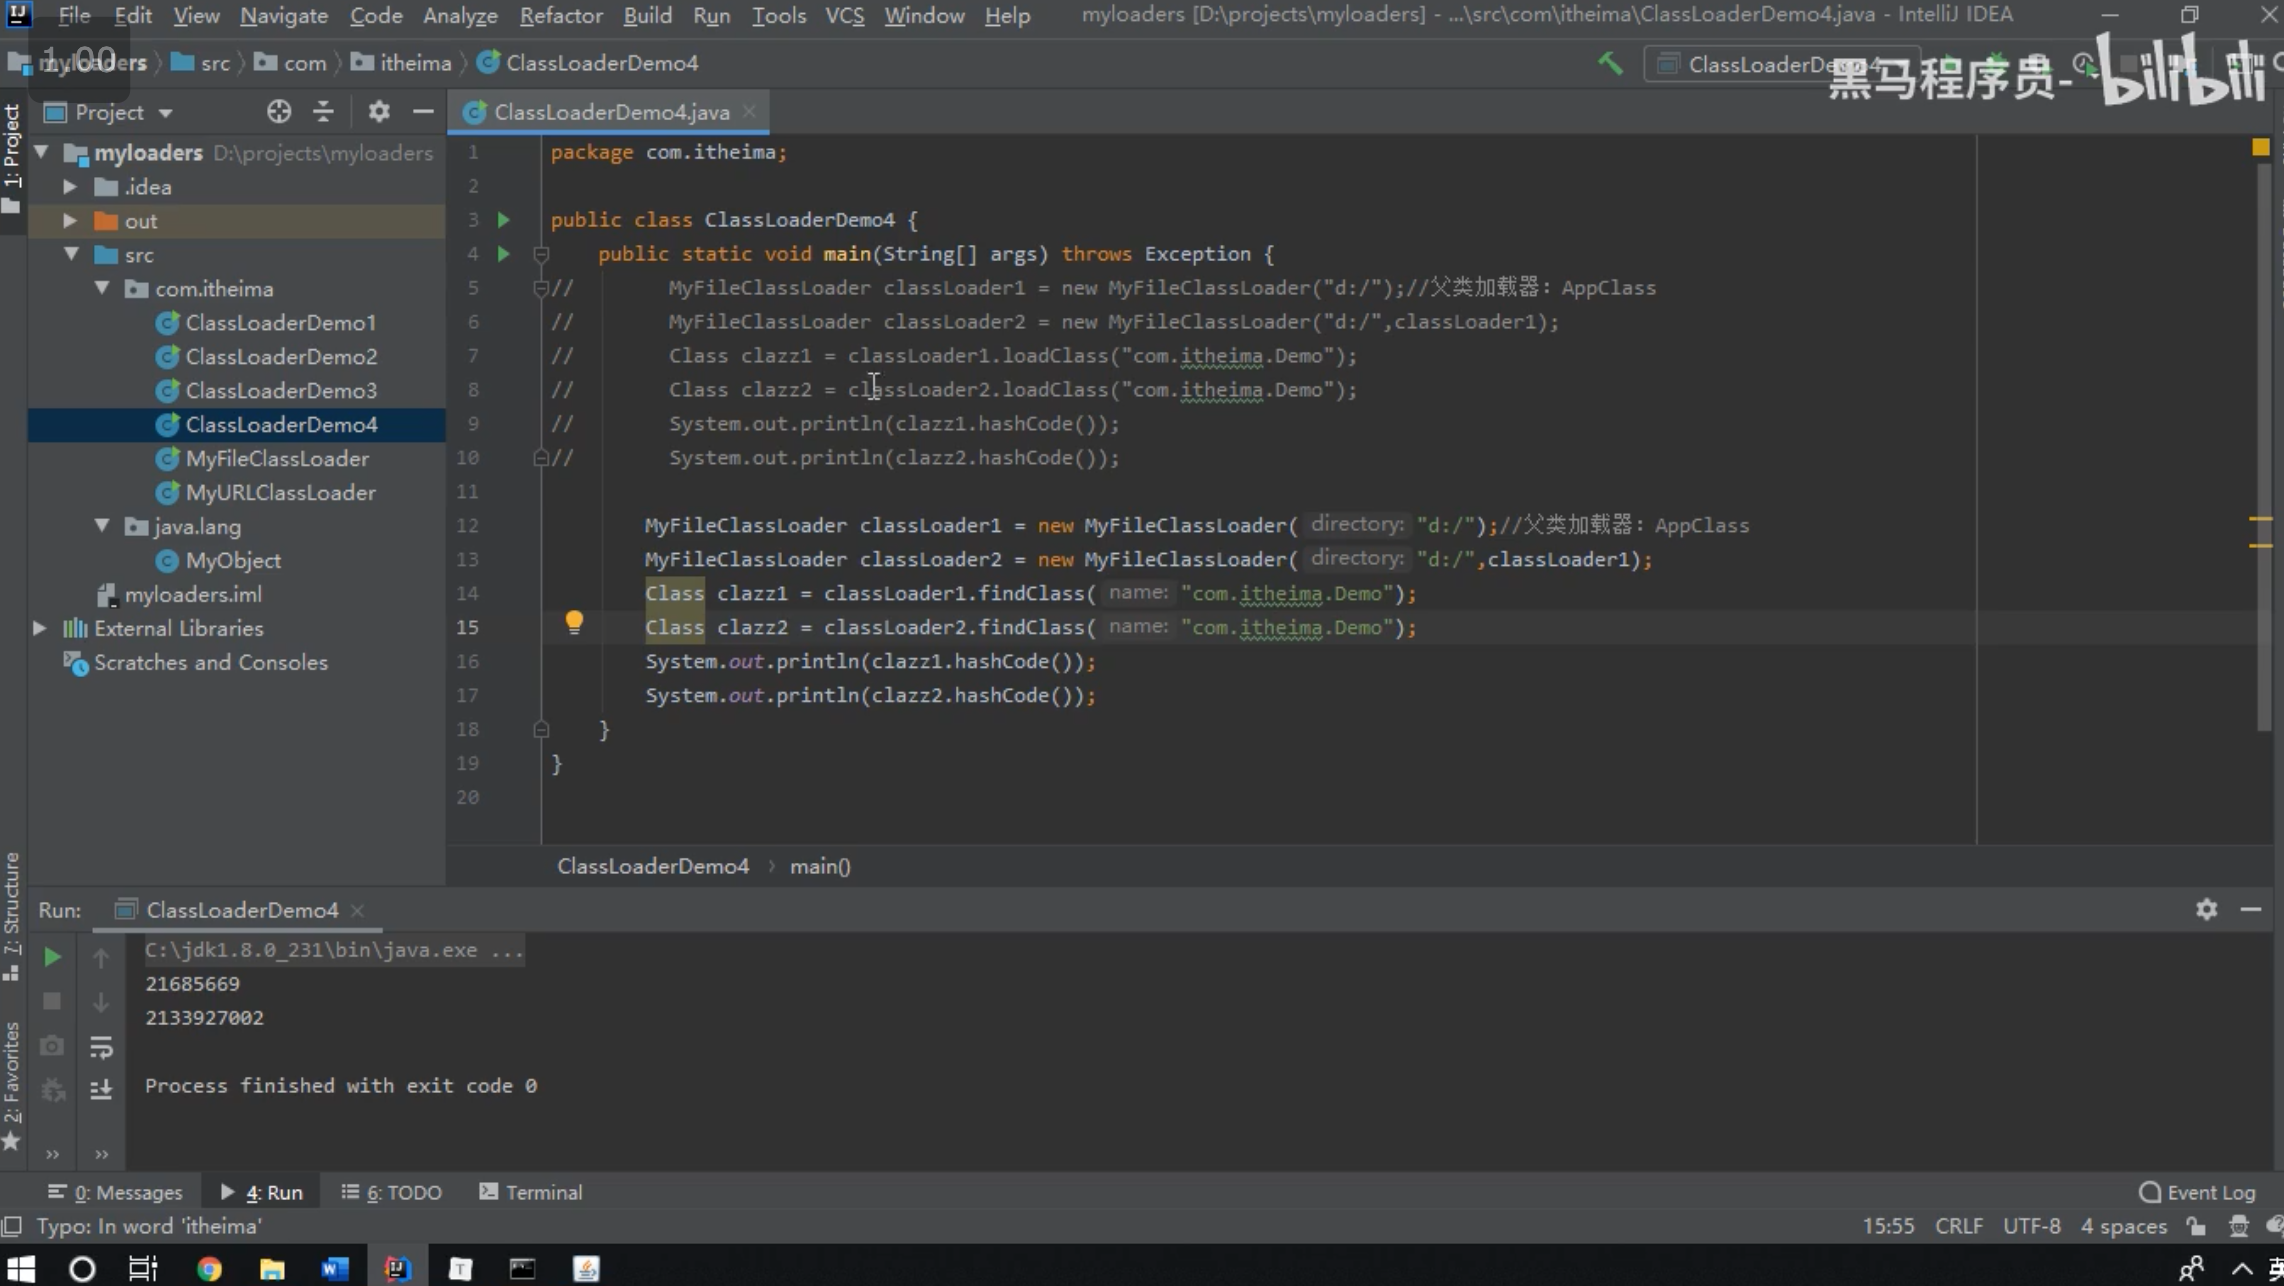 File Edit View Navigate Code Analyze Refactor Build Run Tools VCS Window Help myloaders [D:\projects\myloaders] - ...\src\com\itheima\ClassLoaderDemo4.java - IntelliJ IDEA
1.00
myloaders src com itheima ClassLoaderDemo4
ClassLoaderDemo4
黑马程序员- bilibili
1: Project
Project
ClassLoaderDemo4.java
myloaders D:\projects\myloaders
.idea
out
src
com.itheima
ClassLoaderDemo1
ClassLoaderDemo2
ClassLoaderDemo3
ClassLoaderDemo4
MyFileClassLoader
MyURLClassLoader
java.lang
MyObject
myloaders.iml
External Libraries
Scratches and Consoles
1 package com.itheima;
2
3 public class ClassLoaderDemo4 {
4 public static void main(String[] args) throws Exception {
5 // MyFileClassLoader classLoader1 = new MyFileClassLoader("d:/");//父类加载器：AppClass
6 // MyFileClassLoader classLoader2 = new MyFileClassLoader("d:/",classLoader1);
7 // Class clazz1 = classLoader1.loadClass("com.itheima.Demo");
8 // Class clazz2 = classLoader2.loadClass("com.itheima.Demo");
9 // System.out.println(clazz1.hashCode());
10 // System.out.println(clazz2.hashCode());
11
12 MyFileClassLoader classLoader1 = new MyFileClassLoader( directory: "d:/");//父类加载器：AppClass
13 MyFileClassLoader classLoader2 = new MyFileClassLoader( directory: "d:/",classLoader1);
14 Class clazz1 = classLoader1.findClass( name: "com.itheima.Demo");
15 Class clazz2 = classLoader2.findClass( name: "com.itheima.Demo");
16 System.out.println(clazz1.hashCode());
17 System.out.println(clazz2.hashCode());
18 }
19 }
20
ClassLoaderDemo4 › main()
7: Structure
2: Favorites
Run: ClassLoaderDemo4
C:\jdk1.8.0_231\bin\java.exe ...
21685669
2133927002
Process finished with exit code 0
0: Messages 4: Run 6: TODO Terminal Event Log
Typo: In word 'itheima' 15:55 CRLF UTF-8 4 spaces